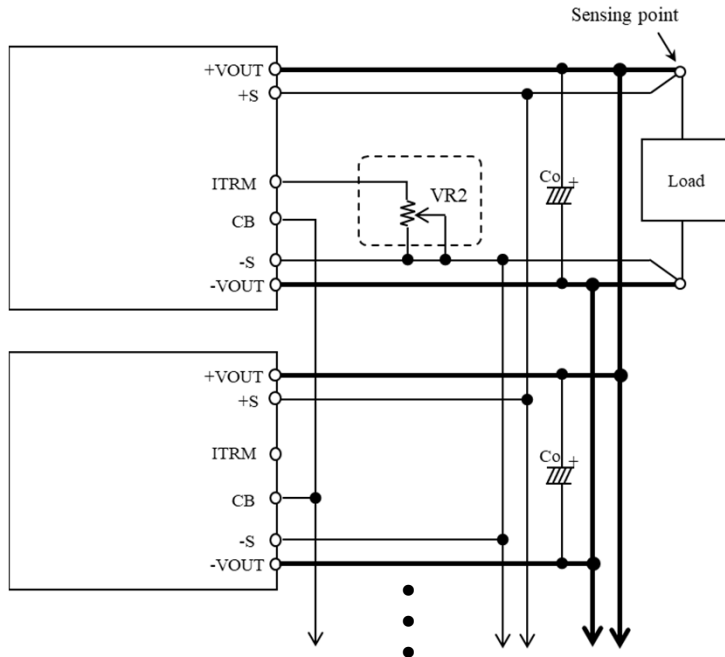 Sensing point
+VOUT
+S
ITRM
VR2
CB
Co
+
Load
-S
-VOUT
+VOUT
+S
ITRM
Co
+
CB
-S
-VOUT